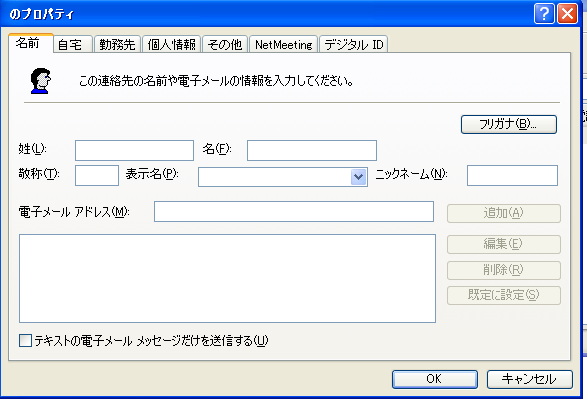 のプロパティ
名前 自宅 勤務先 個人情報 その他 NetMeeting デジタル ID
この連絡先の名前や電子メールの情報を入力してください。
フリガナ(B)...
姓(L): 名(F):
敬称(T): 表示名(P): ニックネーム(N):
電子メール アドレス(M): 追加(A)
編集(E)
削除(R)
既定に設定(S)
テキストの電子メール メッセージだけを送信する(U)
OK キャンセル